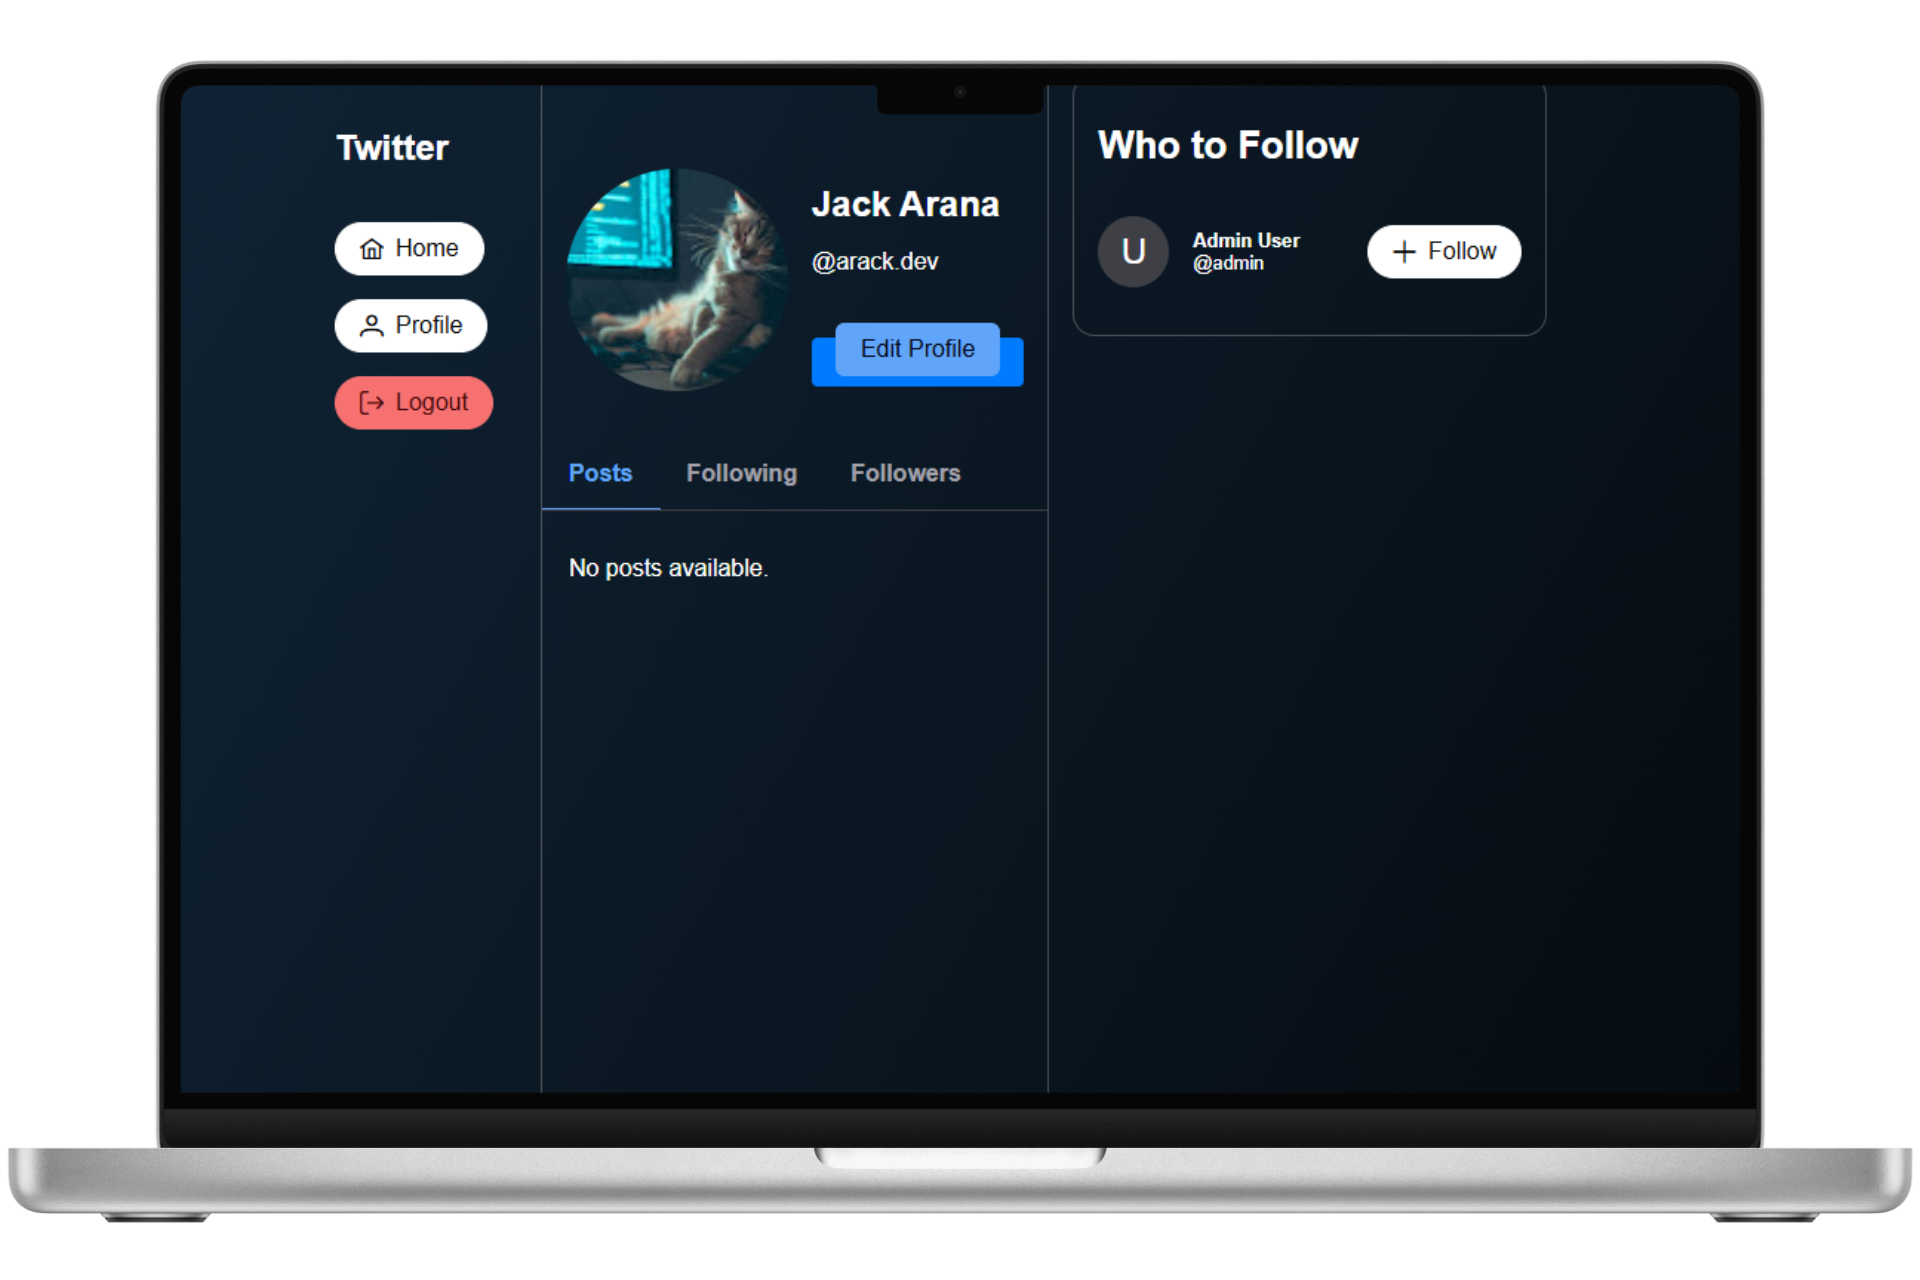 Twitter
Home
Profile
Logout
Jack Arana
@arack.dev
Edit Profile
Posts Following Followers
No posts available.
Who to Follow
U
Admin User
@admin
Follow